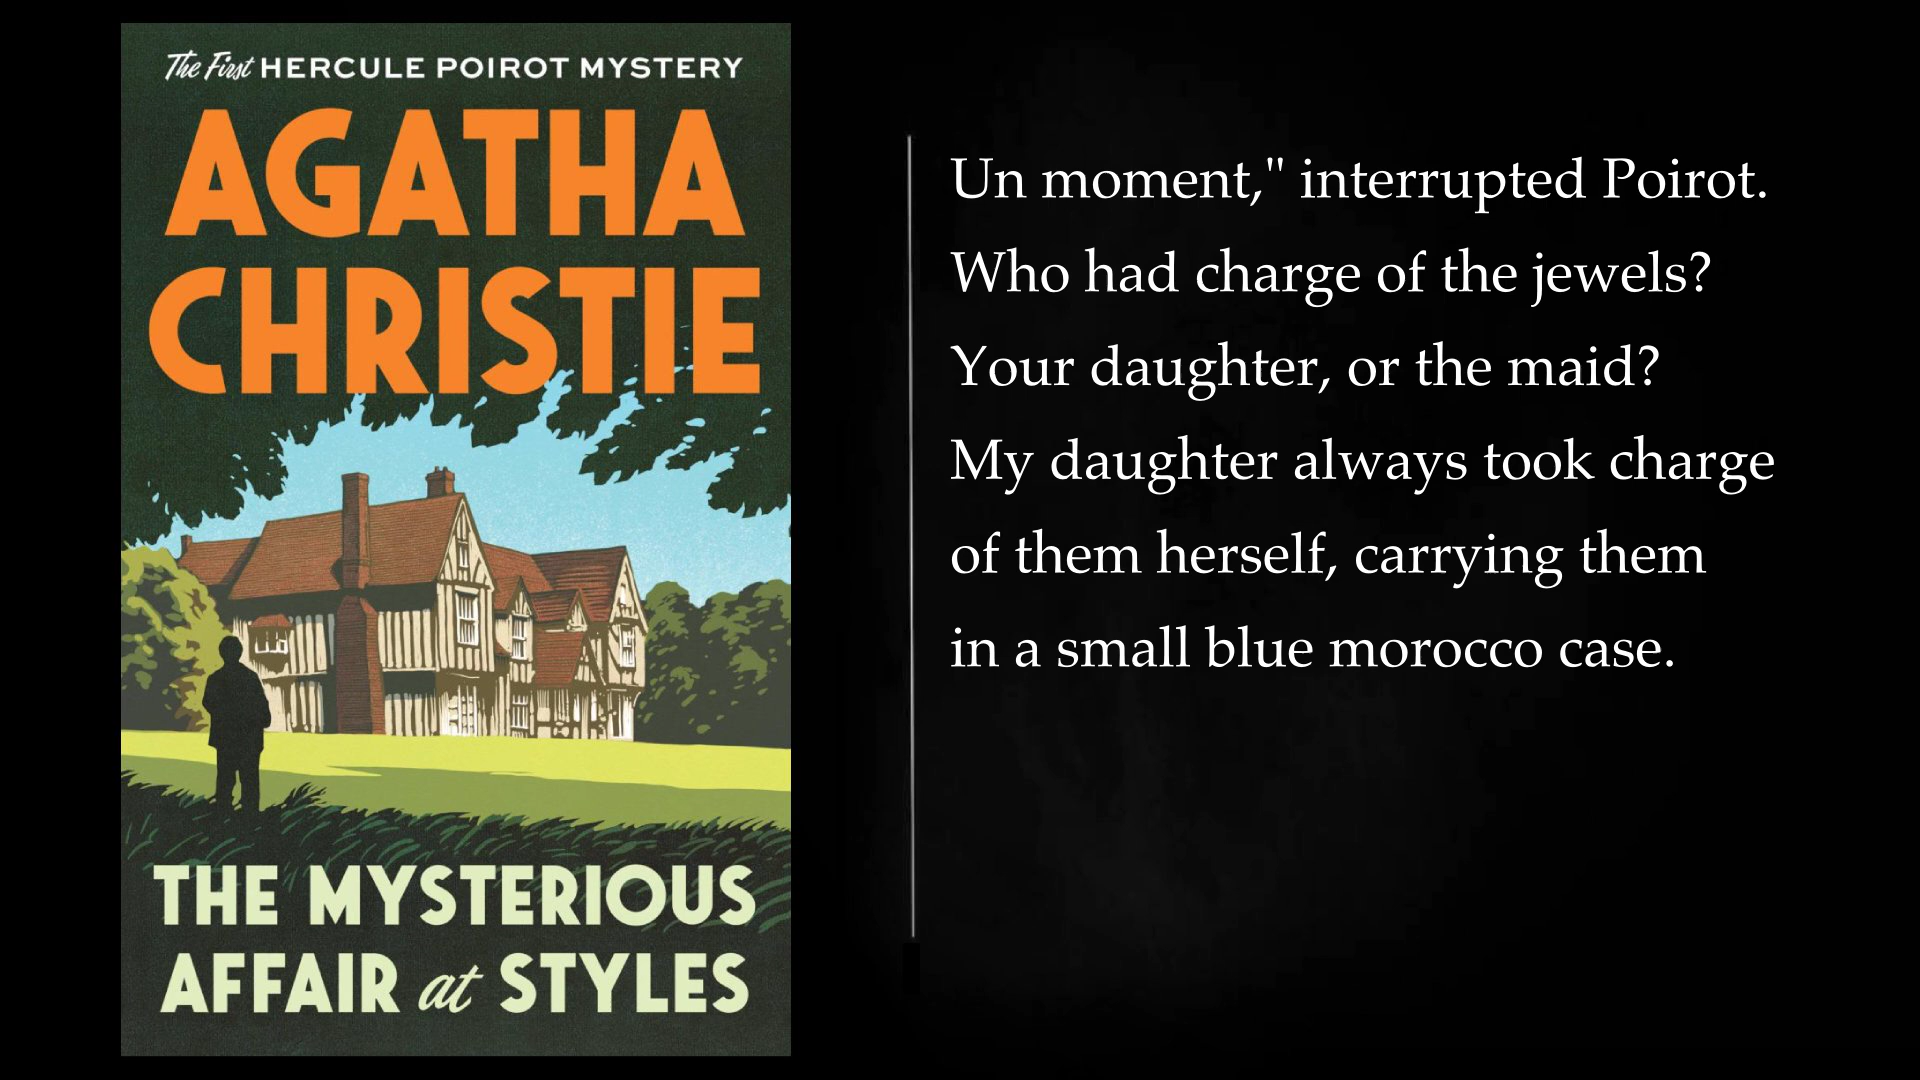 The First HERCULE POIROT MYSTERY
AGATHA
CHRISTIE
THE MYSTERIOUS
AFFAIR at STYLES
Un moment," interrupted Poirot.
Who had charge of the jewels?
Your daughter, or the maid?
My daughter always took charge
of them herself, carrying them
in a small blue morocco case.